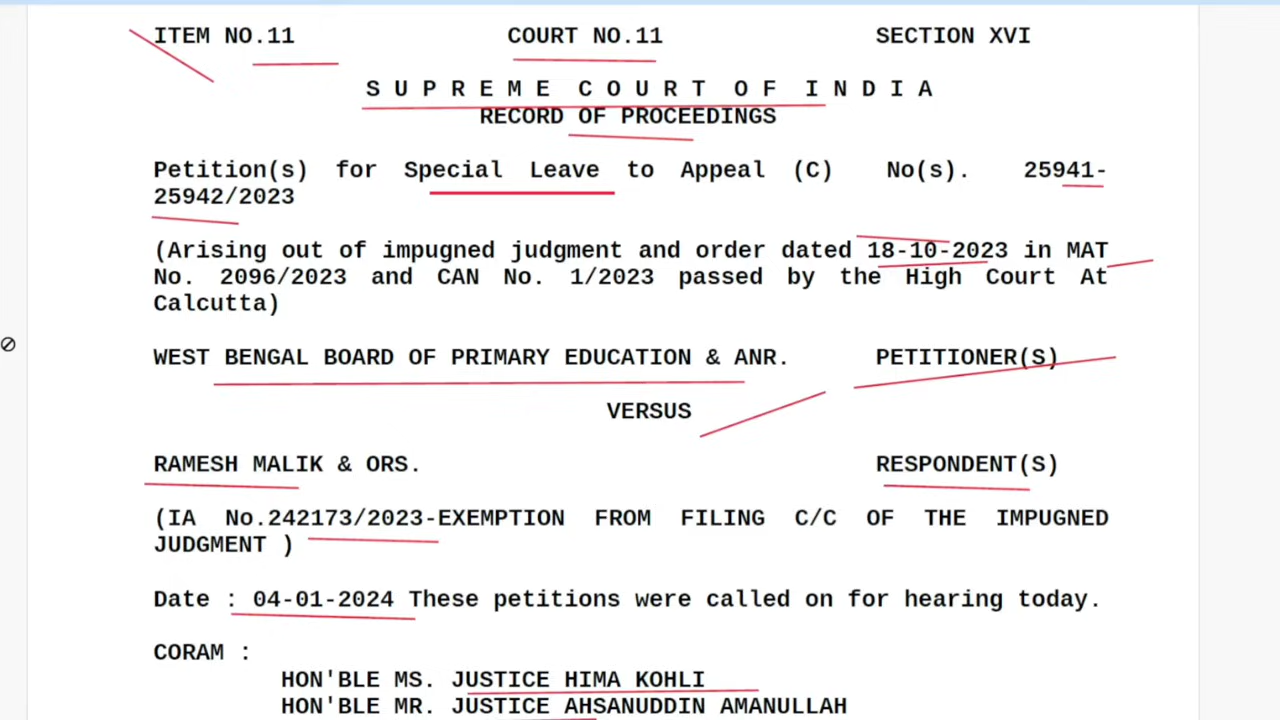 ITEM NO.11 COURT NO.11 SECTION XVI
S U P R E M E C O U R T O F I N D I A
RECORD OF PROCEEDINGS
Petition(s) for Special Leave to Appeal (C) No(s). 25941-
25942/2023
(Arising out of impugned judgment and order dated 18-10-2023 in MAT
No. 2096/2023 and CAN No. 1/2023 passed by the High Court At
Calcutta)
WEST BENGAL BOARD OF PRIMARY EDUCATION & ANR. PETITIONER(S)
VERSUS
RAMESH MALIK & ORS. RESPONDENT(S)
(IA No.242173/2023-EXEMPTION FROM FILING C/C OF THE IMPUGNED
JUDGMENT )
Date : 04-01-2024 These petitions were called on for hearing today.
CORAM :
HON'BLE MS. JUSTICE HIMA KOHLI
HON'BLE MR. JUSTICE AHSANUDDIN AMANULLAH